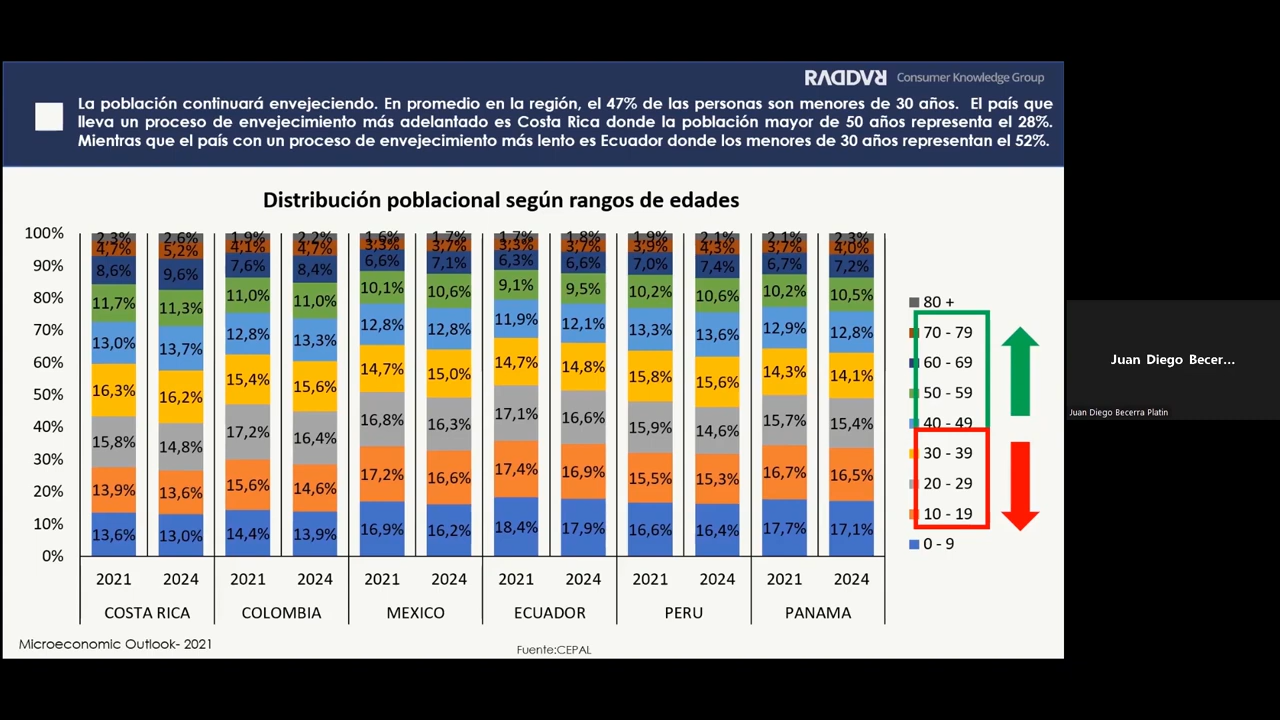 RADDAR Consumer Knowledge Group
La población continuará envejeciendo. En promedio en la región, el 47% de las personas son menores de 30 años. El país que
lleva un proceso de envejecimiento más adelantado es Costa Rica donde la población mayor de 50 años representa el 28%.
Mientras que el país con un proceso de envejecimiento más lento es Ecuador donde los menores de 30 años representan el 52%.
Distribución poblacional según rangos de edades
100% 2,3% 2,6% 1,9% 2,2% 1,6% 1,7% 1,7% 1,8% 1,9% 2,1% 2,1% 2,3%
4,7% 5,2% 4,1% 4,7% 3,3% 3,7% 3,3% 3,7% 3,9% 4,3% 3,7% 4,0%
90% 8,6% 9,6% 7,6% 8,4% 6,6% 7,1% 6,3% 6,6% 7,0% 7,4% 6,7% 7,2%
80% 11,7% 11,3% 11,0% 11,0% 10,1% 10,6% 9,1% 9,5% 10,2% 10,6% 10,2% 10,5%
70% 13,0% 13,7% 12,8% 13,3% 12,8% 12,8% 11,9% 12,1% 13,3% 13,6% 12,9% 12,8%
60%
50% 16,3% 16,2% 15,4% 15,6% 14,7% 15,0% 14,7% 14,8% 15,8% 15,6% 14,3% 14,1%
40% 15,8% 14,8% 17,2% 16,4% 16,8% 16,3% 17,1% 16,6% 15,9% 14,6% 15,7% 15,4%
30%
20% 13,9% 13,6% 15,6% 14,6% 17,2% 16,6% 17,4% 16,9% 15,5% 15,3% 16,7% 16,5%
10% 13,6% 13,0% 14,4% 13,9% 16,9% 16,2% 18,4% 17,9% 16,6% 16,4% 17,7% 17,1%
0%
2021 2024 2021 2024 2021 2024 2021 2024 2021 2024 2021 2024
COSTA RICA COLOMBIA MEXICO ECUADOR PERU PANAMA
80 +
70 - 79
60 - 69
50 - 59
40 - 49
30 - 39
20 - 29
10 - 19
0 - 9
Microeconomic Outlook- 2021
Fuente:CEPAL
Juan Diego Becer...
Juan Diego Becerra Platin